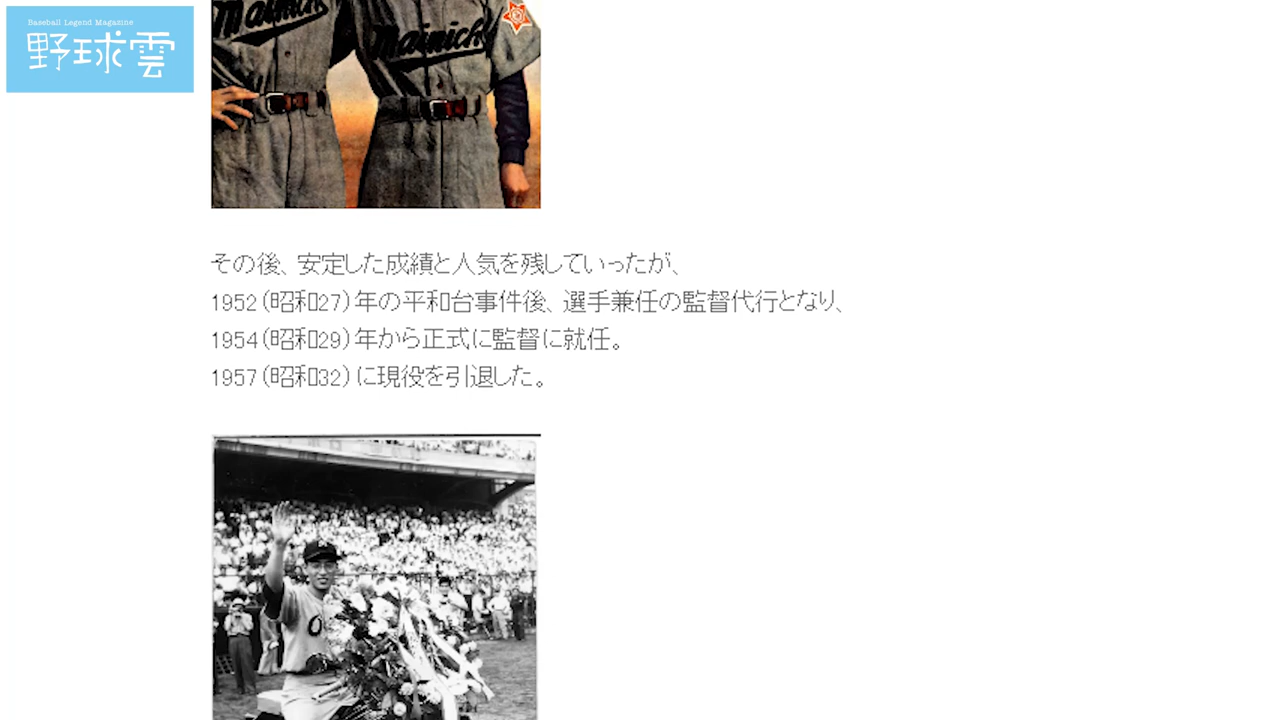 Baseball Legend Magazine
野球雲
Mainichi
Mainichi
その後、安定した成績と人気を残していったが、
1952(昭和27)年の平和台事件後、選手兼任の監督代行となり、
1954(昭和29)年から正式に監督に就任。
1957(昭和32)に現役を引退した。